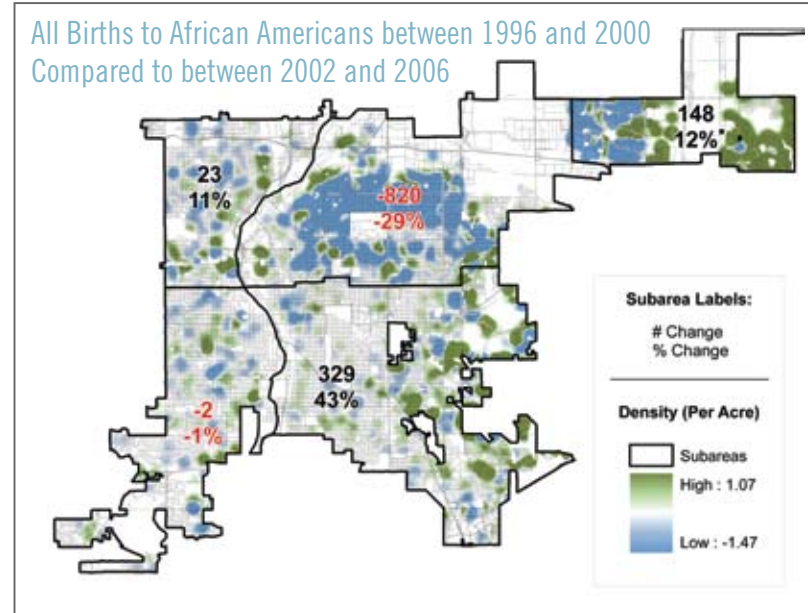 All Births to African Americans between 1996 and 2000
Compared to between 2002 and 2006
148
12%*
23
11%
-820
-29%
329
43%
-2
-1%
Subarea Labels:
# Change
% Change
Density (Per Acre)
Subareas
High : 1.07
Low : -1.47